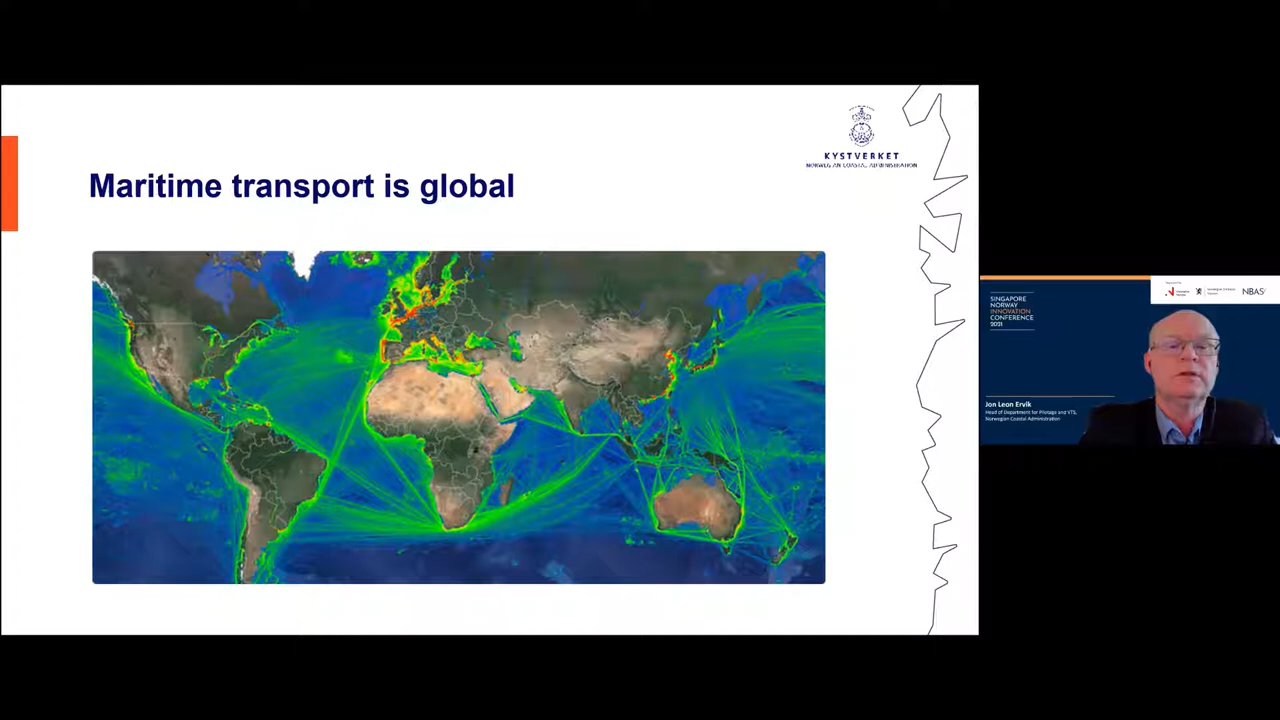 KYSTVERKET
NORWEGIAN COASTAL ADMINISTRATION
Maritime transport is global
SINGAPORE
NORWAY
INNOVATION
CONFERENCE
2021
NBAS
Jon Leon Ervik
Head of Department for Pilotage and VTS,
Norwegian Coastal Administration